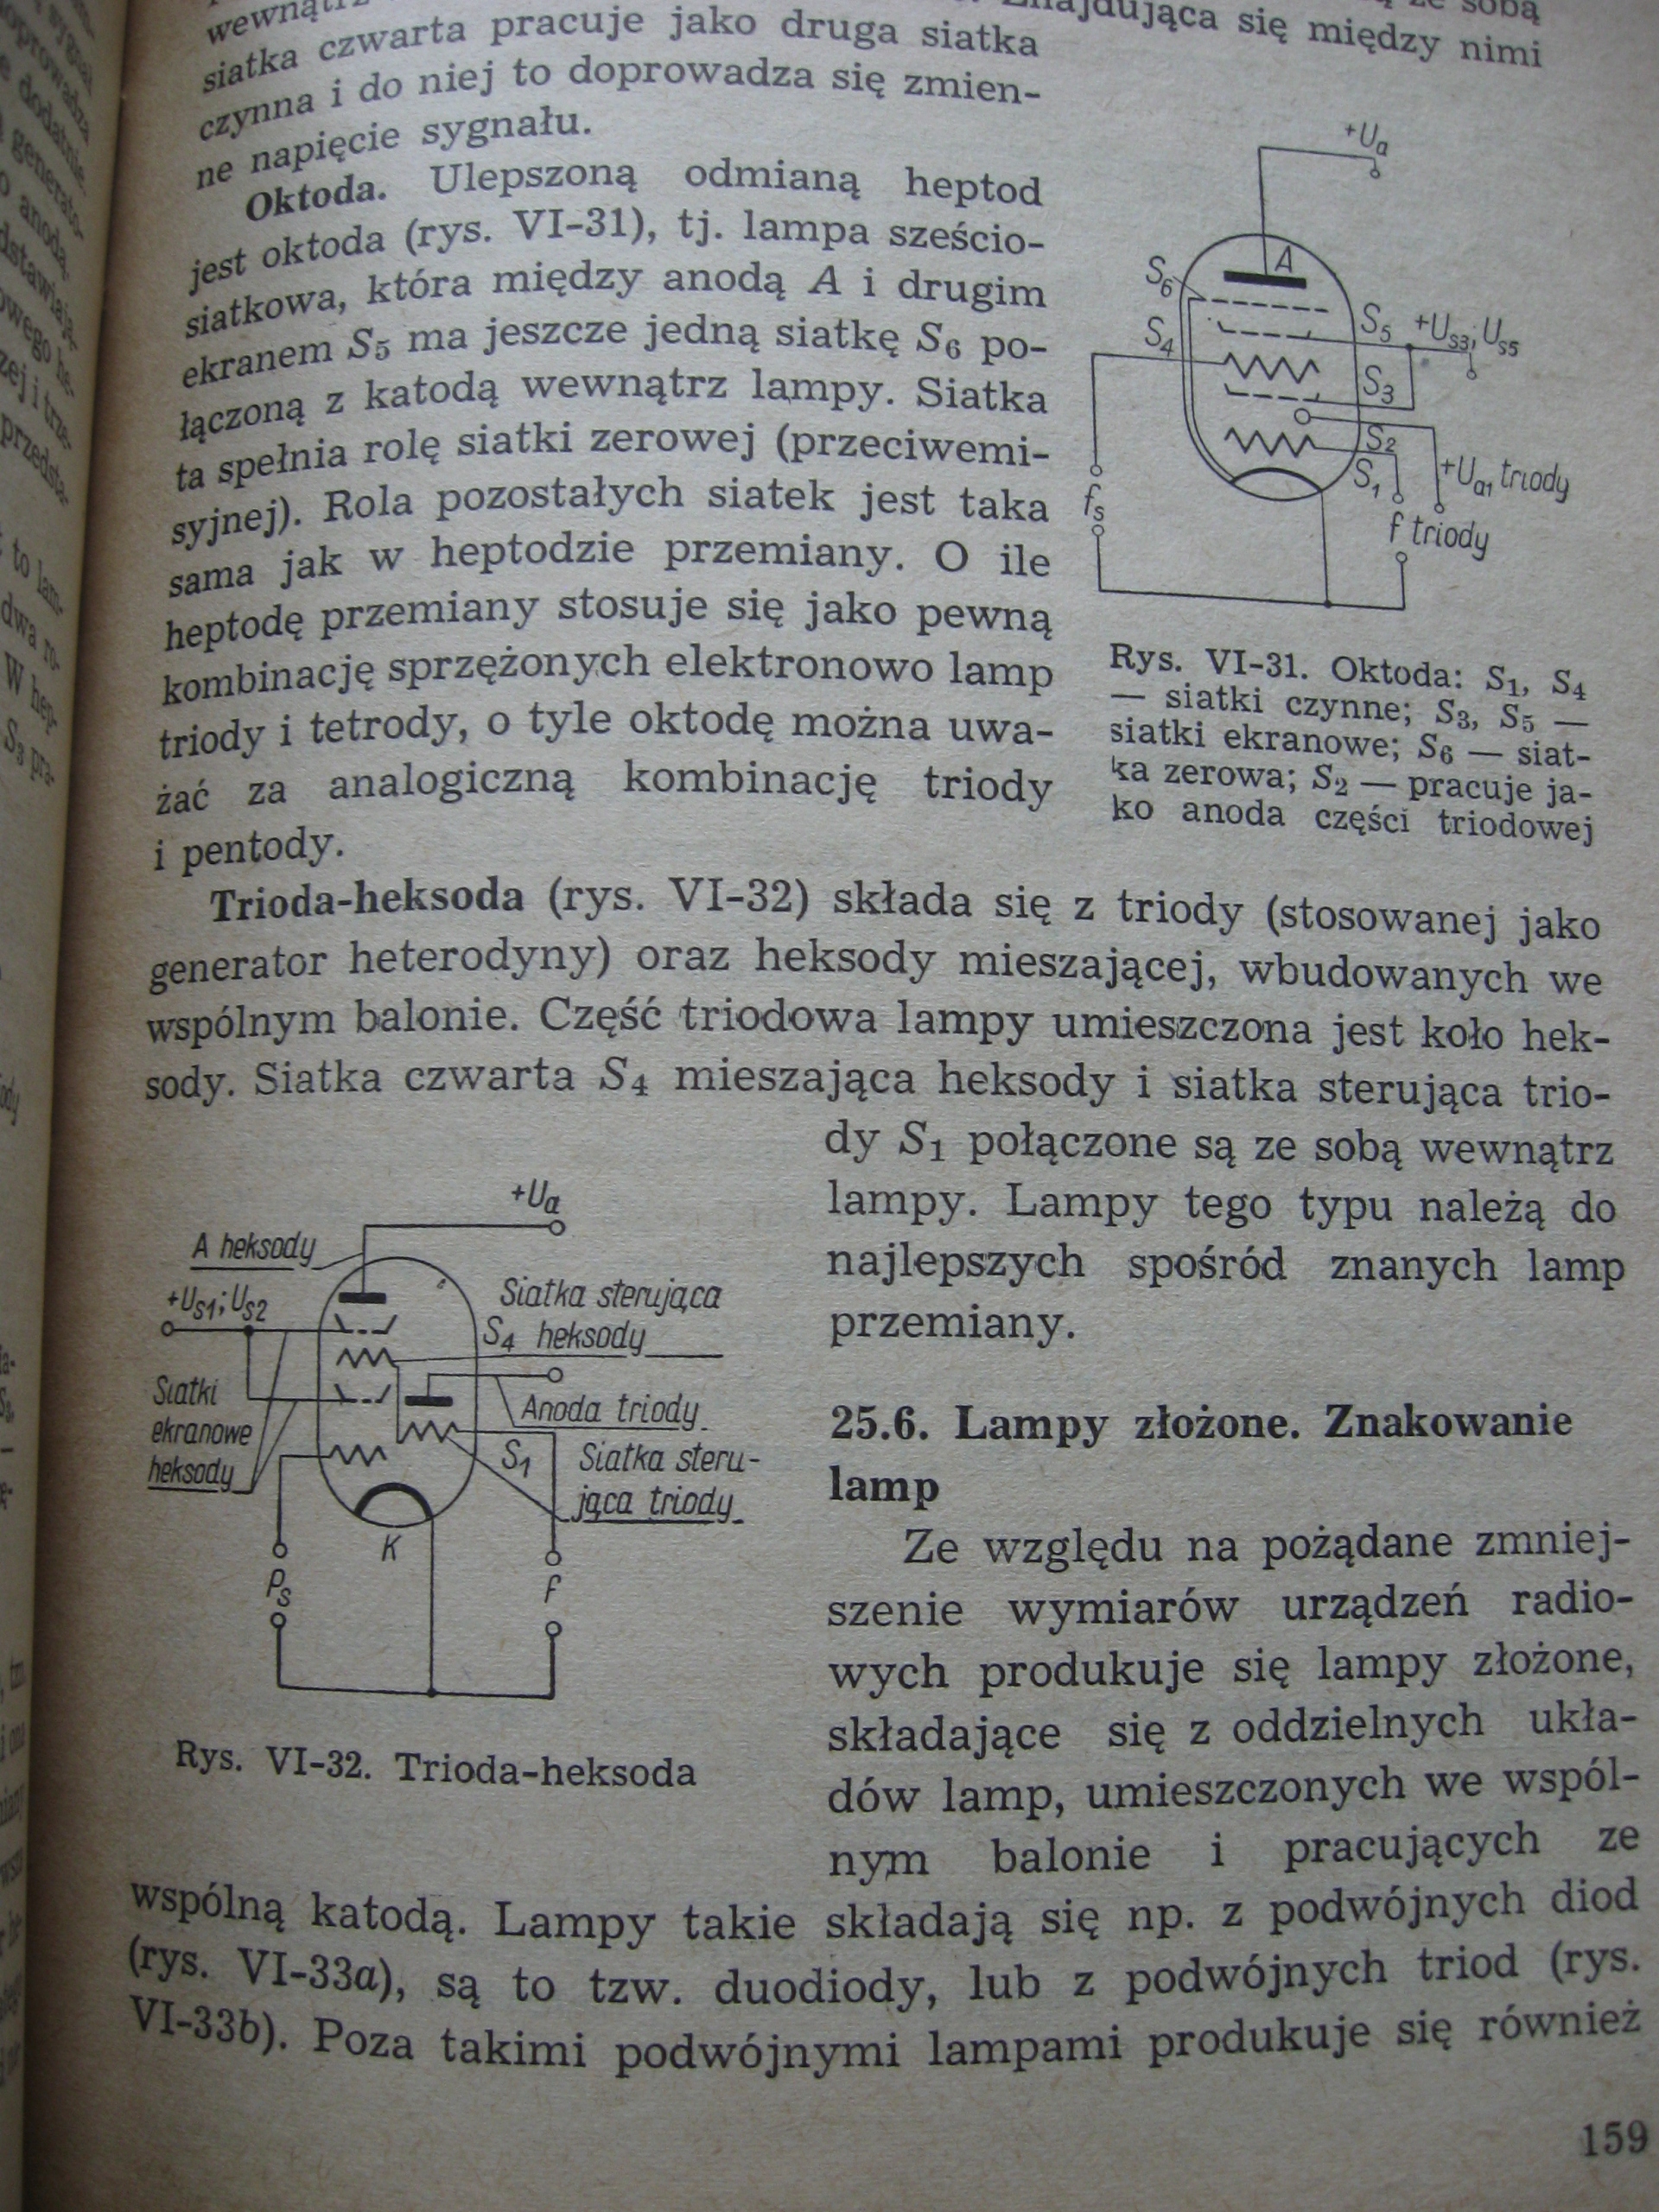 siatka czwarta pracuje jako druga siatka
czynna i do niej to doprowadza się zmien-
ne napięcie sygnału.
Oktoda. Ulepszoną odmianą heptod
jest oktoda (rys. VI-31), tj. lampa sześcio-
siatkowa, która między anodą A i drugim
ekranem S5 ma jeszcze jedną siatkę S6 po-
łączoną z katodą wewnątrz lampy. Siatka
ta spełnia rolę siatki zerowej (przeciwemi-
syjnej). Rola pozostałych siatek jest taka
sama jak w heptodzie przemiany. O ile
heptodę przemiany stosuje się jako pewną
kombinację sprzężonych elektronowo lamp
triody i tetrody, o tyle oktodę można uwa-
żać za analogiczną kombinację triody
i pentody.
się między nimi
+Ua
A
S6
S4
S5
+Us3; Us5
S3
S2
S1
+Ua1 triody
fs
f triody
Rys. VI-31. Oktoda: S1, S4
— siatki czynne; S3, S5 —
siatki ekranowe; S6 — siat-
ka zerowa; S2 — pracuje ja-
ko anoda części triodowej
Trioda-heksoda (rys. VI-32) składa się z triody (stosowanej jako
generator heterodyny) oraz heksody mieszającej, wbudowanych we
wspólnym balonie. Część triodowa lampy umieszczona jest koło hek-
sody. Siatka czwarta S4 mieszająca heksody i siatka sterująca trio-
dy S1 połączone są ze sobą wewnątrz
lampy. Lampy tego typu należą do
najlepszych spośród znanych lamp
przemiany.
+Ua
A heksody
+Us1; Us2
Siatka sterująca
S4 heksody
Siatki
ekranowe
heksody
Anoda triody
S1
Siatka steru-
jąca triody
K
Ps
f
Rys. VI-32. Trioda-heksoda
25.6. Lampy złożone. Znakowanie
lamp
Ze względu na pożądane zmniej-
szenie wymiarów urządzeń radio-
wych produkuje się lampy złożone,
składające się z oddzielnych ukła-
dów lamp, umieszczonych we wspól-
nym balonie i pracujących ze
wspólną katodą. Lampy takie składają się np. z podwójnych diod
(rys. VI-33a), są to tzw. duodiody, lub z podwójnych triod (rys.
VI-33b). Poza takimi podwójnymi lampami produkuje się również
159